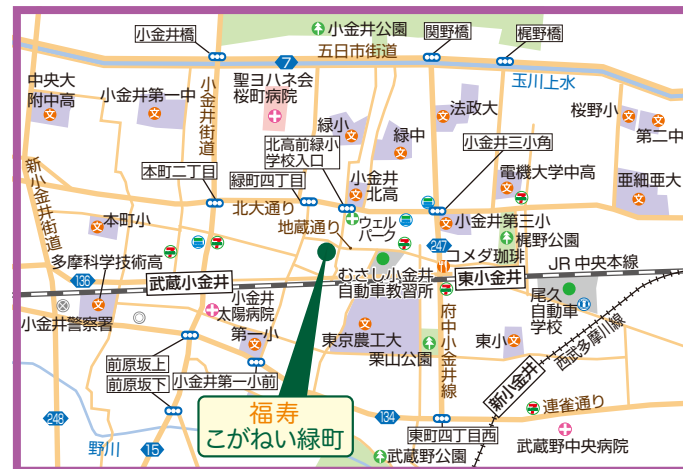 小金井橋
小金井公園
関野橋
梶野橋
五日市街道
7
玉川上水
中央大
附中高
小金井第一中
小金井街道
聖ヨハネ会
桜町病院
緑小
緑中
法政大
桜野小
第二中
新小金井街道
本町二丁目
緑町四丁目
北高前緑小
学校入口
小金井
北高
小金井三小角
電機大学中高
亜細亜大
北大通り
地蔵通り
ウェル
パーク
小金井第三小
梶野公園
本町小
247
コメダ珈琲
多摩科学技術高
136
武蔵小金井
むさし小金井
自動車教習所
東小金井
JR中央本線
小金井警察署
小金井
太陽病院
第一小
東京農工大
栗山公園
府中小金井線
東小
尾久
自動車
学校
西武多摩川線
新小金井
前原坂上
前原坂下
小金井第一小前
福寿
こがねい緑町
134
連雀通り
248
野川
15
東町四丁目西
武蔵野公園
武蔵野中央病院